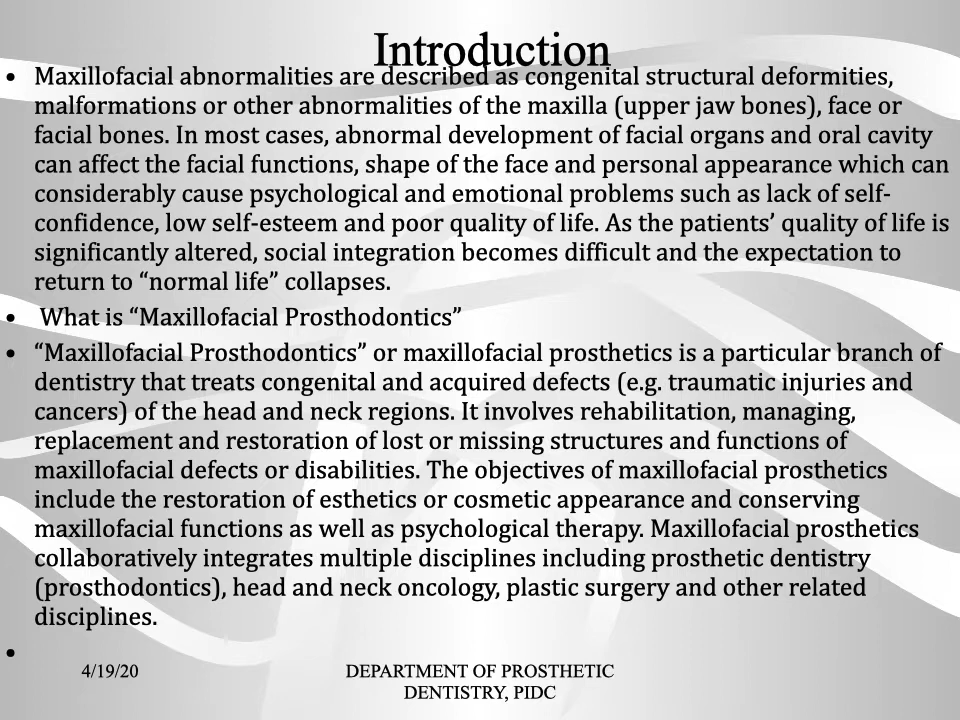 Introduction
• Maxillofacial abnormalities are described as congenital structural deformities,
malformations or other abnormalities of the maxilla (upper jaw bones), face or
facial bones. In most cases, abnormal development of facial organs and oral cavity
can affect the facial functions, shape of the face and personal appearance which can
considerably cause psychological and emotional problems such as lack of self-
confidence, low self-esteem and poor quality of life. As the patients’ quality of life is
significantly altered, social integration becomes difficult and the expectation to
return to “normal life” collapses.
• What is “Maxillofacial Prosthodontics”
• “Maxillofacial Prosthodontics” or maxillofacial prosthetics is a particular branch of
dentistry that treats congenital and acquired defects (e.g. traumatic injuries and
cancers) of the head and neck regions. It involves rehabilitation, managing,
replacement and restoration of lost or missing structures and functions of
maxillofacial defects or disabilities. The objectives of maxillofacial prosthetics
include the restoration of esthetics or cosmetic appearance and conserving
maxillofacial functions as well as psychological therapy. Maxillofacial prosthetics
collaboratively integrates multiple disciplines including prosthetic dentistry
(prosthodontics), head and neck oncology, plastic surgery and other related
disciplines.
•
4/19/20
DEPARTMENT OF PROSTHETIC
DENTISTRY, PIDC